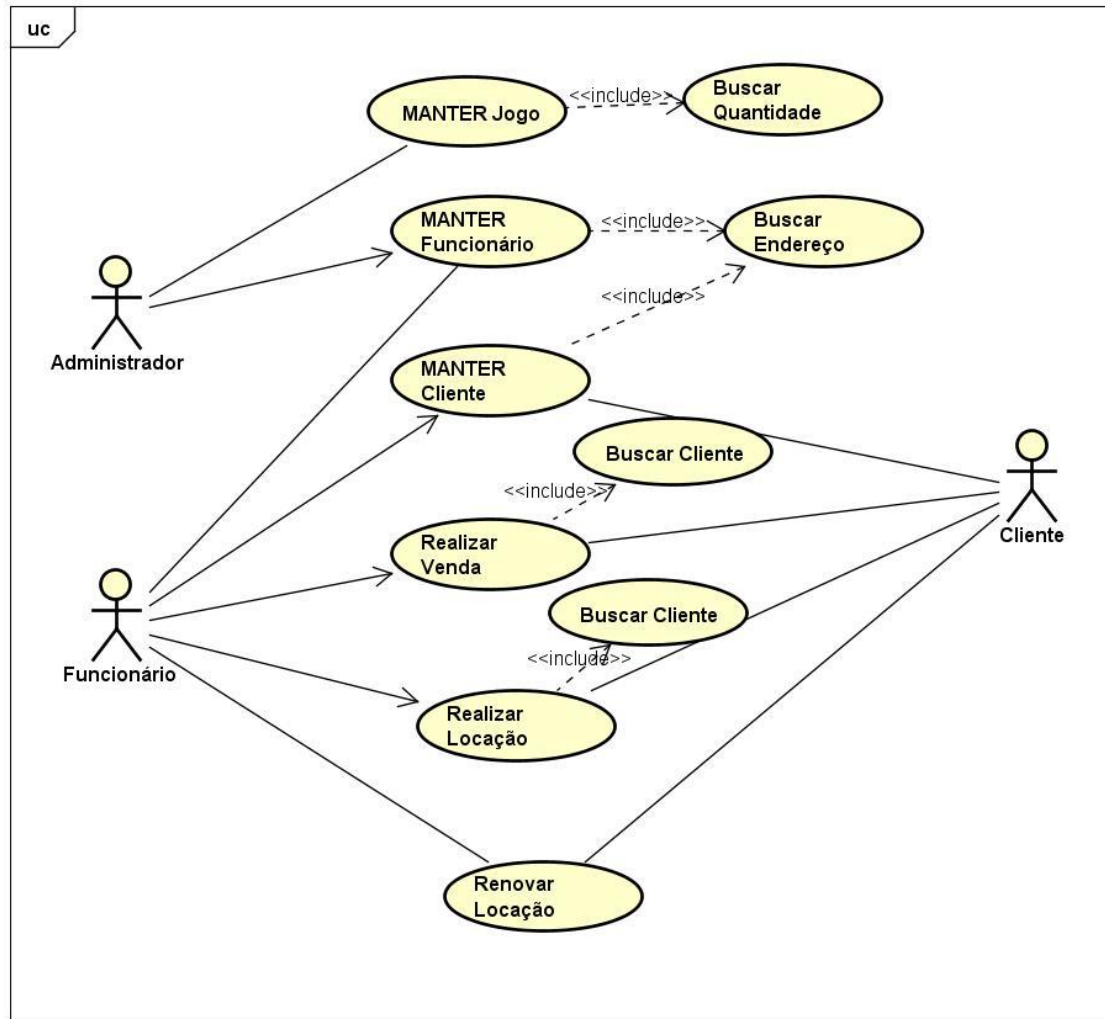 uc
MANTER Jogo
<<include>>
Buscar
Quantidade
MANTER
Funcionário
<<include>>
Buscar
Endereço
Administrador
<<include>>
MANTER
Cliente
Buscar Cliente
<<include>>
Cliente
Realizar
Venda
Buscar Cliente
<<include>>
Funcionário
Realizar
Locação
Renovar
Locação